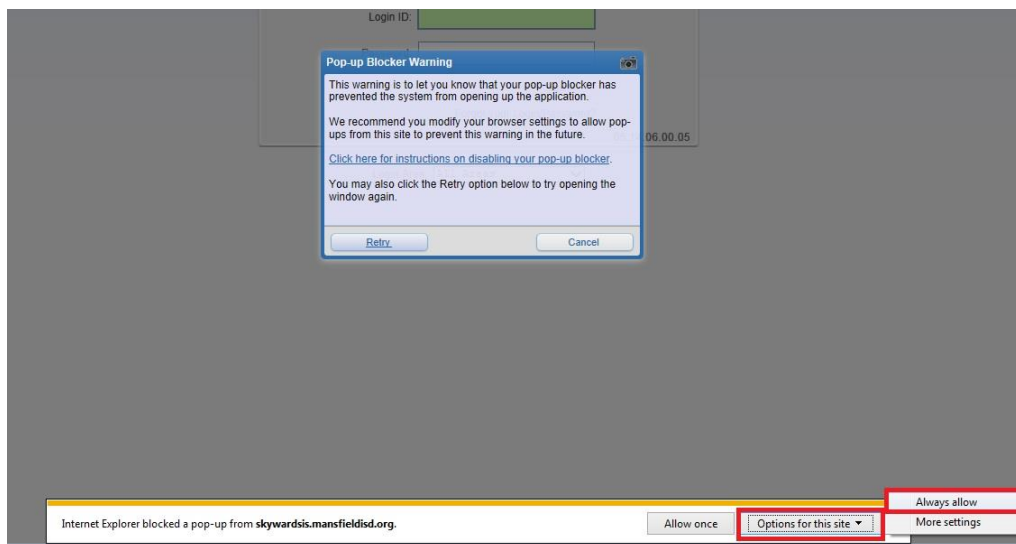 Login ID:
Pop-up Blocker Warning
This warning is to let you know that your pop-up blocker has
prevented the system from opening up the application.
We recommend you modify your browser settings to allow pop-
ups from this site to prevent this warning in the future.
06.00.05
Click here for instructions on disabling your pop-up blocker.
You may also click the Retry option below to try opening the
window again.
Retry
Cancel
Always allow
Internet Explorer blocked a pop-up from skywardsis.mansfieldisd.org.
Allow once
Options for this site ▼
More settings